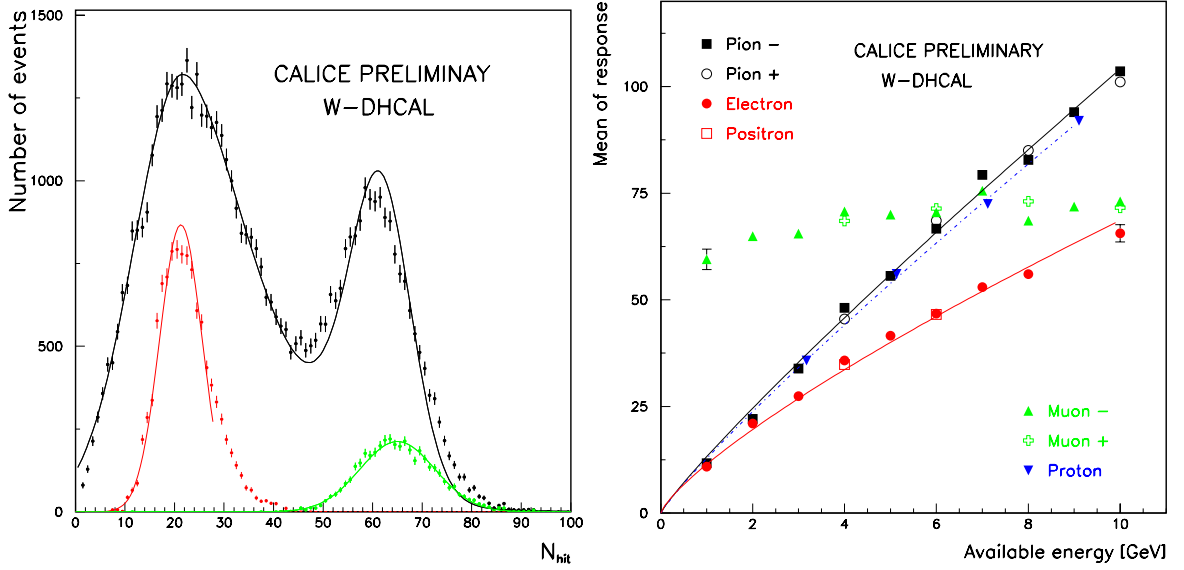 1500
1000
500
0
0
10
20
30
40
50
60
70
80
90
100
Number of events
CALICE PRELIMINAY
W-DHCAL
Nhit
Mean of response
100
75
50
25
0
0
2
4
6
8
10
Pion -
Pion +
Electron
Positron
CALICE PRELIMINARY
W-DHCAL
Muon -
Muon +
Proton
Available energy [GeV]